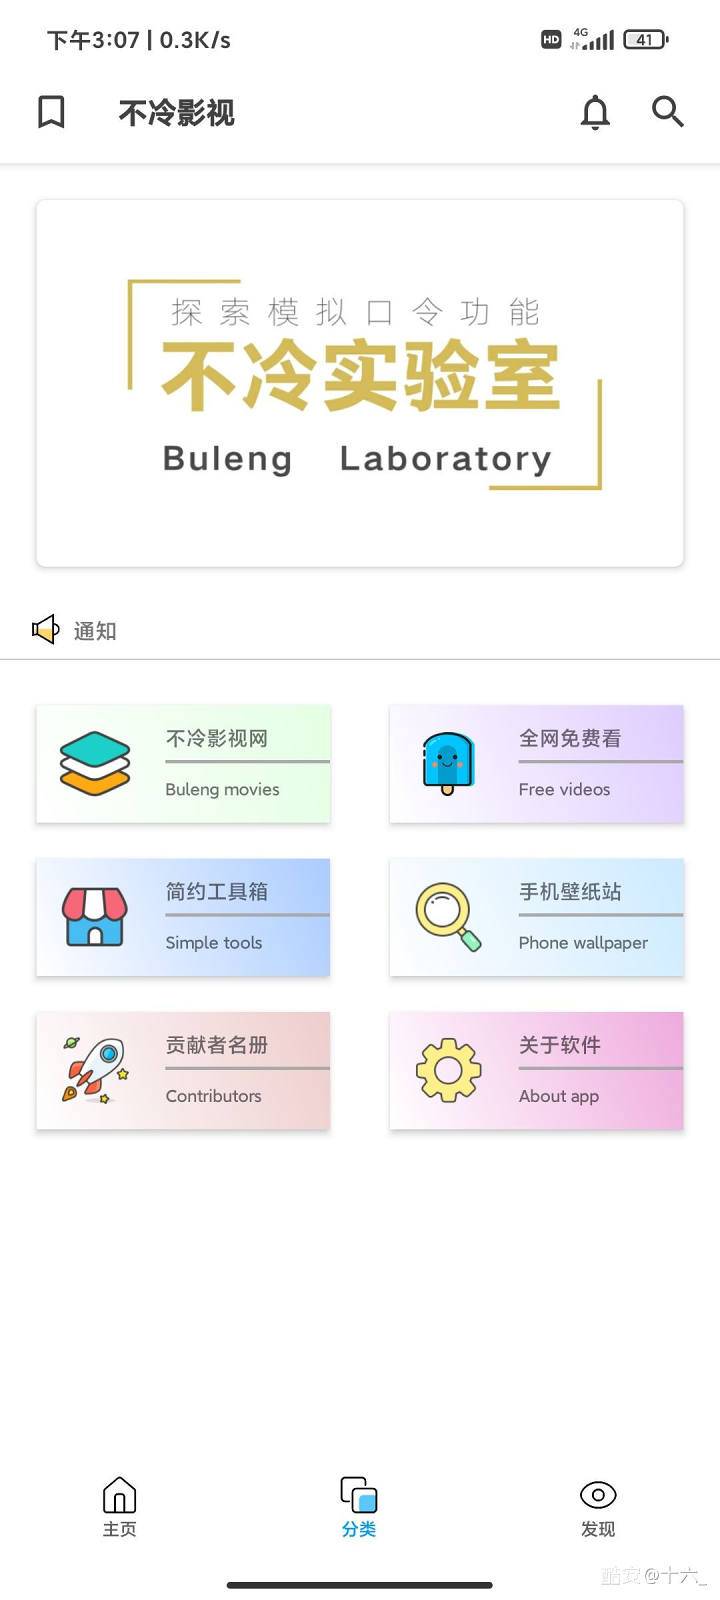 下午3:07 | 0.3K/s
HD 4G 41
不冷影视
探索模拟口令功能
不冷实验室
Buleng Laboratory
通知
不冷影视网
Buleng movies
全网免费看
Free videos
简约工具箱
Simple tools
手机壁纸站
Phone wallpaper
贡献者名册
Contributors
关于软件
About app
主页
分类
发现
酷安@十六_